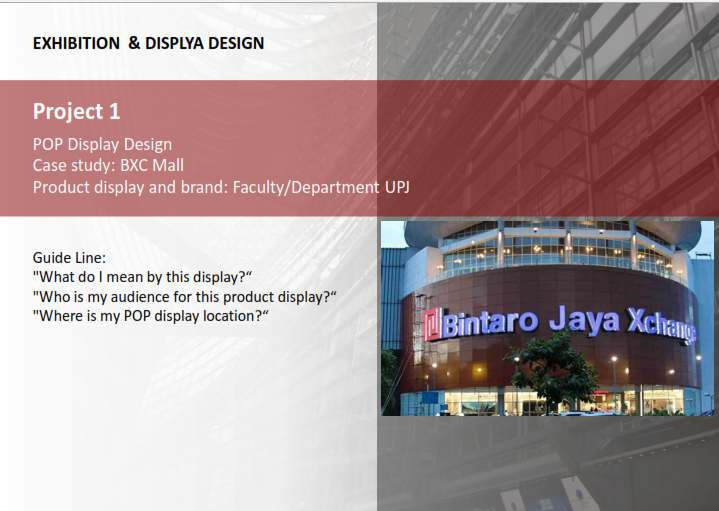 EXHIBITION & DISPLYA DESIGN
Project 1
POP Display Design
Case study: BXC Mall
Product display and brand: Faculty/Department UPJ
Guide Line:
"What do I mean by this display?“
"Who is my audience for this product display?“
"Where is my POP display location?“
Bintaro Jaya Xchange